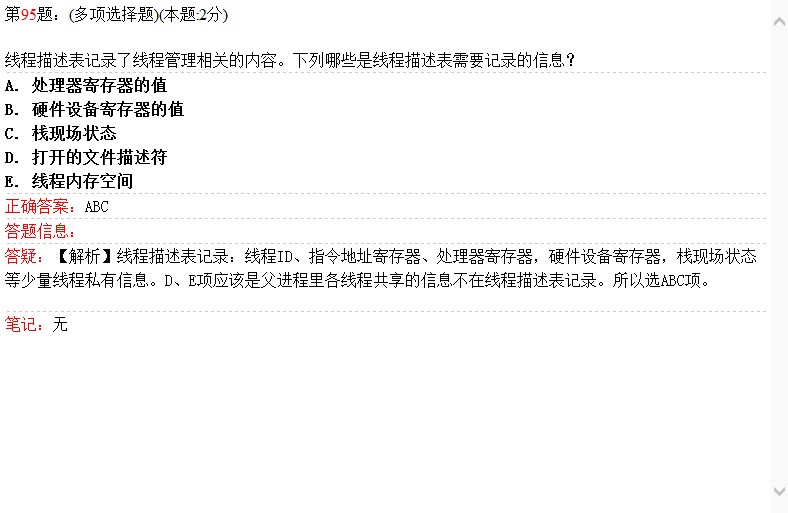 第95题：(多项选择题)(本题:2分)
线程描述表记录了线程管理相关的内容。下列哪些是线程描述表需要记录的信息？
A. 处理器寄存器的值
B. 硬件设备寄存器的值
C. 栈现场状态
D. 打开的文件描述符
E. 线程内存空间
正确答案：ABC
答题信息：
答疑：【解析】线程描述表记录：线程ID、指令地址寄存器、处理器寄存器，硬件设备寄存器，栈现场状态
等少量线程私有信息。D、E项应该是父进程里各线程共享的信息不在线程描述表记录。所以选ABC项。
笔记：无